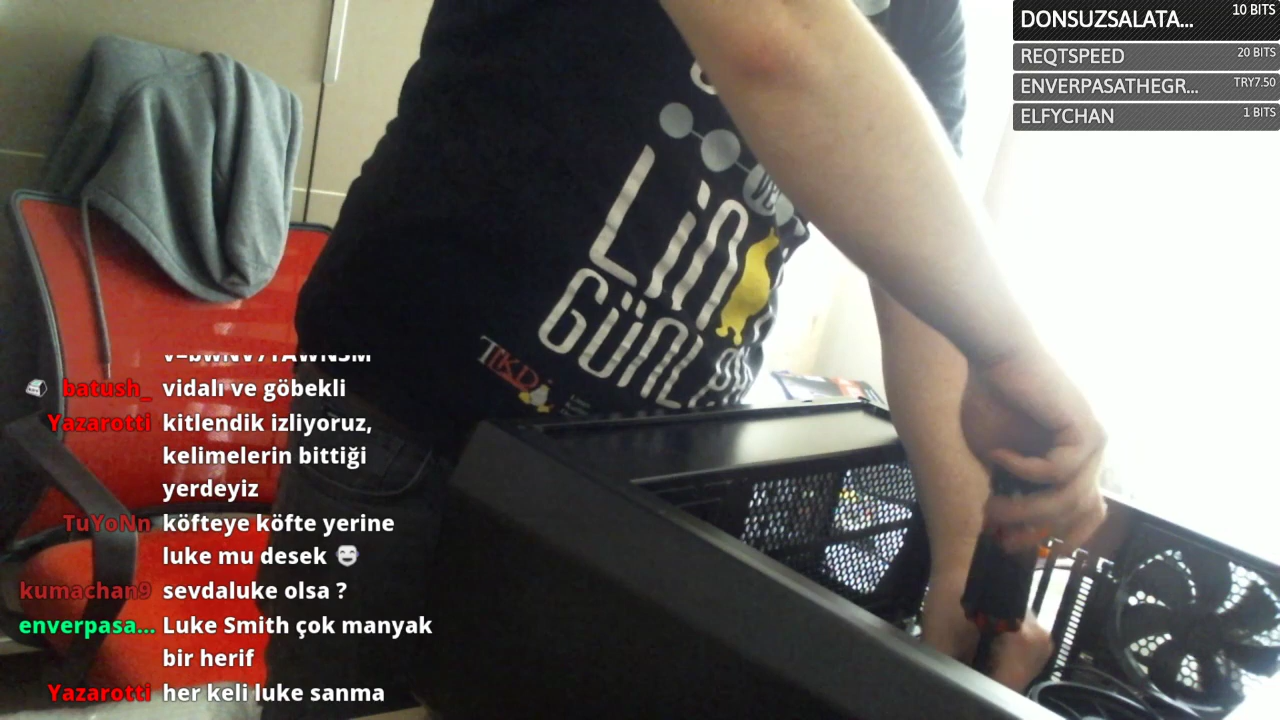 DONSUZSALATA... 10 BITS
REQTSPEED 20 BITS
ENVERPASATHEGR... TRY7.50
ELFYCHAN 1 BITS
Lin
GÜNL
batush_ vidalı ve göbekli
Yazarotti kitlendik izliyoruz,
kelimelerin bittiği
yerdeyiz
TuYoNn köfteye köfte yerine
luke mu desek
kumachan9 sevdaluke olsa ?
enverpasa... Luke Smith çok manyak
bir herif
Yazarotti her keli luke sanma